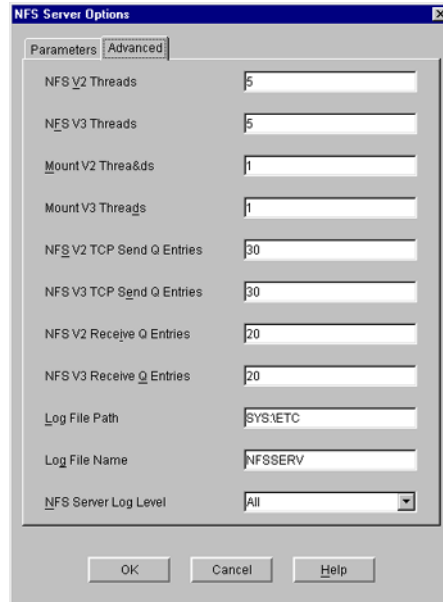 NFS Server Options
Parameters Advanced
NFS V2 Threads 5
NFS V3 Threads 5
Mount V2 Threa&ds 1
Mount V3 Threads 1
NFS V2 TCP Send Q Entries 30
NFS V3 TCP Send Q Entries 30
NFS V2 Receive Q Entries 20
NFS V3 Receive Q Entries 20
Log File Path SYS:\ETC
Log File Name NFSSERV
NFS Server Log Level All
OK Cancel Help